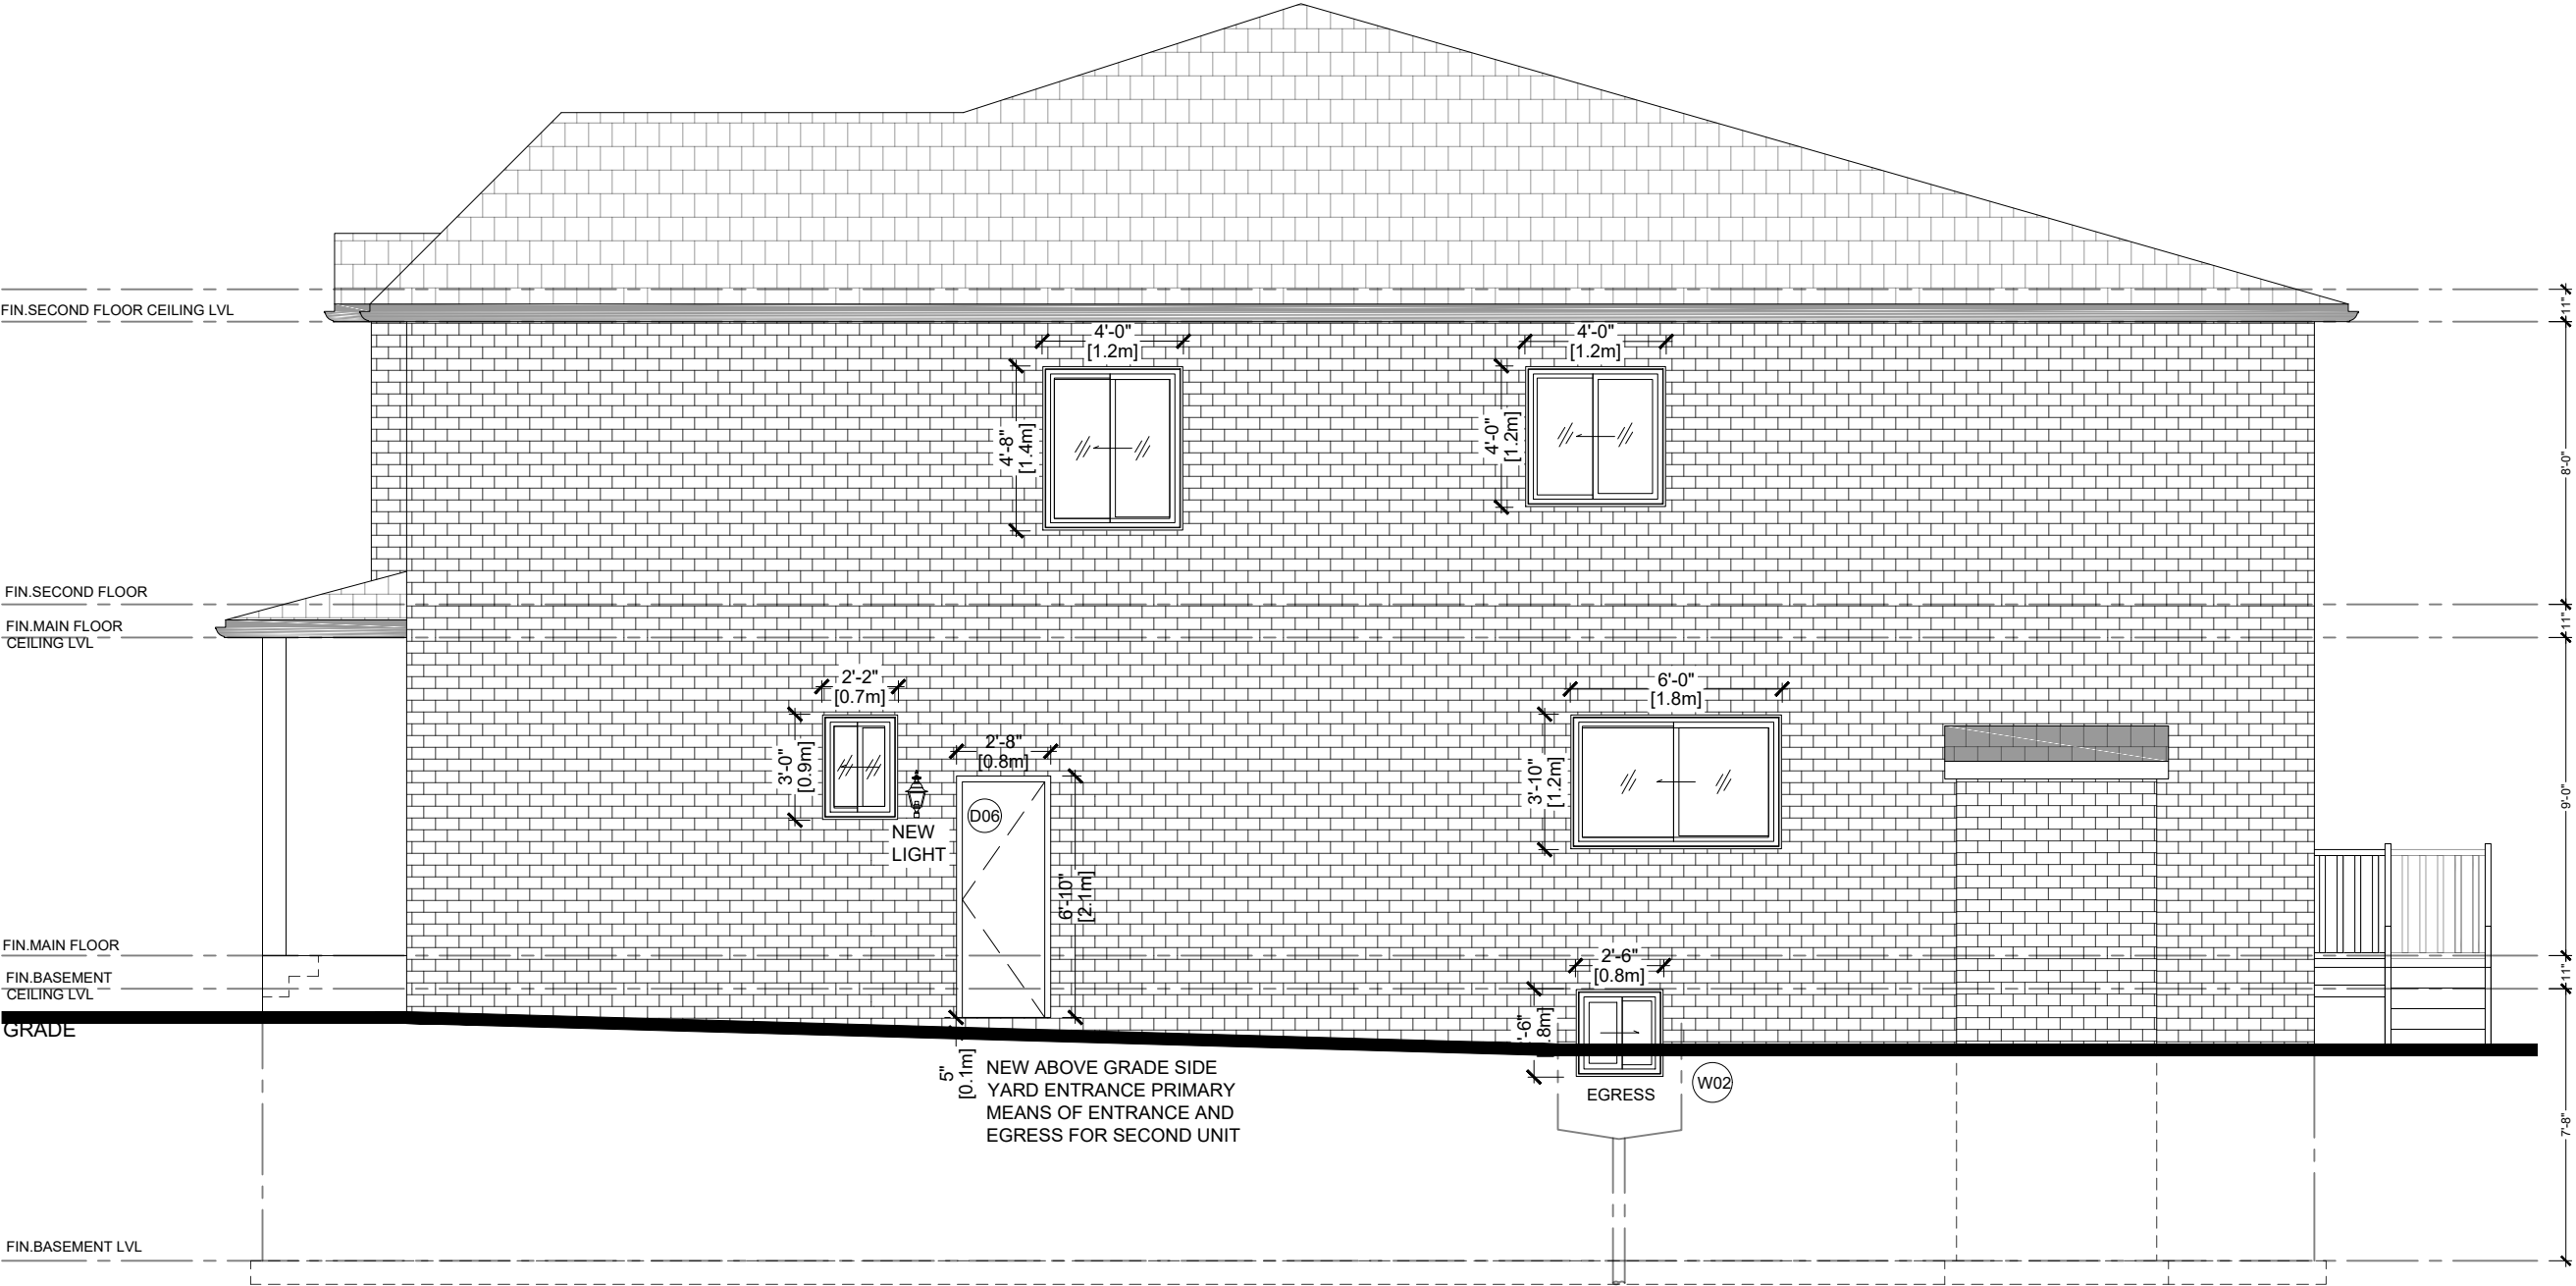 FIN.SECOND FLOOR CEILING LVL
11"
4'-0"
[1.2m]
4'-0"
[1.2m]
4'-8"
[1.4m]
4'-0"
[1.2m]
8'-0"
FIN.SECOND FLOOR
FIN.MAIN FLOOR
CEILING LVL
11"
2'-2"
[0.7m]
6'-0"
[1.8m]
3'-0"
[0.9m]
2'-8"
[0.8m]
3'-10"
[1.2m]
9'-0"
D06
NEW
LIGHT
6'-10"
[2.1m]
FIN.MAIN FLOOR
2'-6"
[0.8m]
FIN.BASEMENT
CEILING LVL
11"
GRADE
'-6"
.8m]
5"
[0.1m]
NEW ABOVE GRADE SIDE
YARD ENTRANCE PRIMARY
MEANS OF ENTRANCE AND
EGRESS FOR SECOND UNIT
EGRESS
W02
7'-8"
FIN.BASEMENT LVL